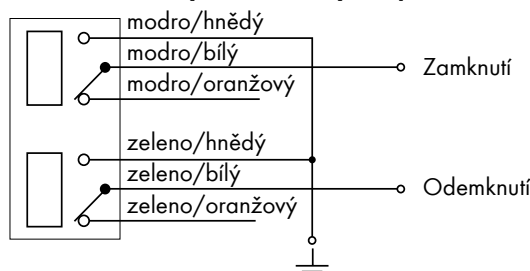 modro/hnědý
modro/bílý
Zamknutí
modro/oranžový
zeleno/hnědý
zeleno/bílý
Odemknutí
zeleno/oranžový